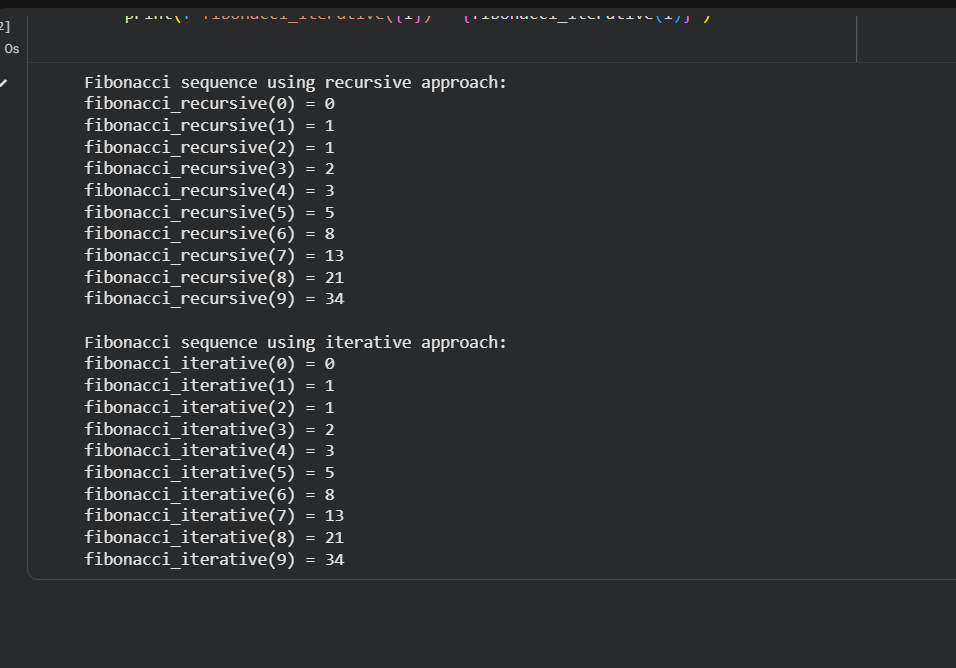 2]
print(f"fibonacci_iterative({i}) = {fibonacci_iterative(i)}")
0s
Fibonacci sequence using recursive approach:
fibonacci_recursive(0) = 0
fibonacci_recursive(1) = 1
fibonacci_recursive(2) = 1
fibonacci_recursive(3) = 2
fibonacci_recursive(4) = 3
fibonacci_recursive(5) = 5
fibonacci_recursive(6) = 8
fibonacci_recursive(7) = 13
fibonacci_recursive(8) = 21
fibonacci_recursive(9) = 34
Fibonacci sequence using iterative approach:
fibonacci_iterative(0) = 0
fibonacci_iterative(1) = 1
fibonacci_iterative(2) = 1
fibonacci_iterative(3) = 2
fibonacci_iterative(4) = 3
fibonacci_iterative(5) = 5
fibonacci_iterative(6) = 8
fibonacci_iterative(7) = 13
fibonacci_iterative(8) = 21
fibonacci_iterative(9) = 34